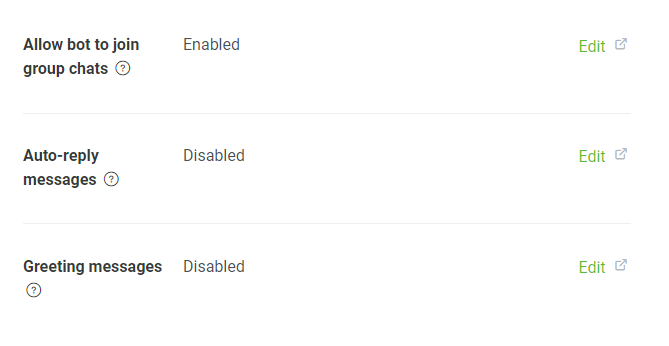 Allow bot to join Enabled Edit
group chats ?
Auto-reply Disabled Edit
messages ?
Greeting messages Disabled Edit
?